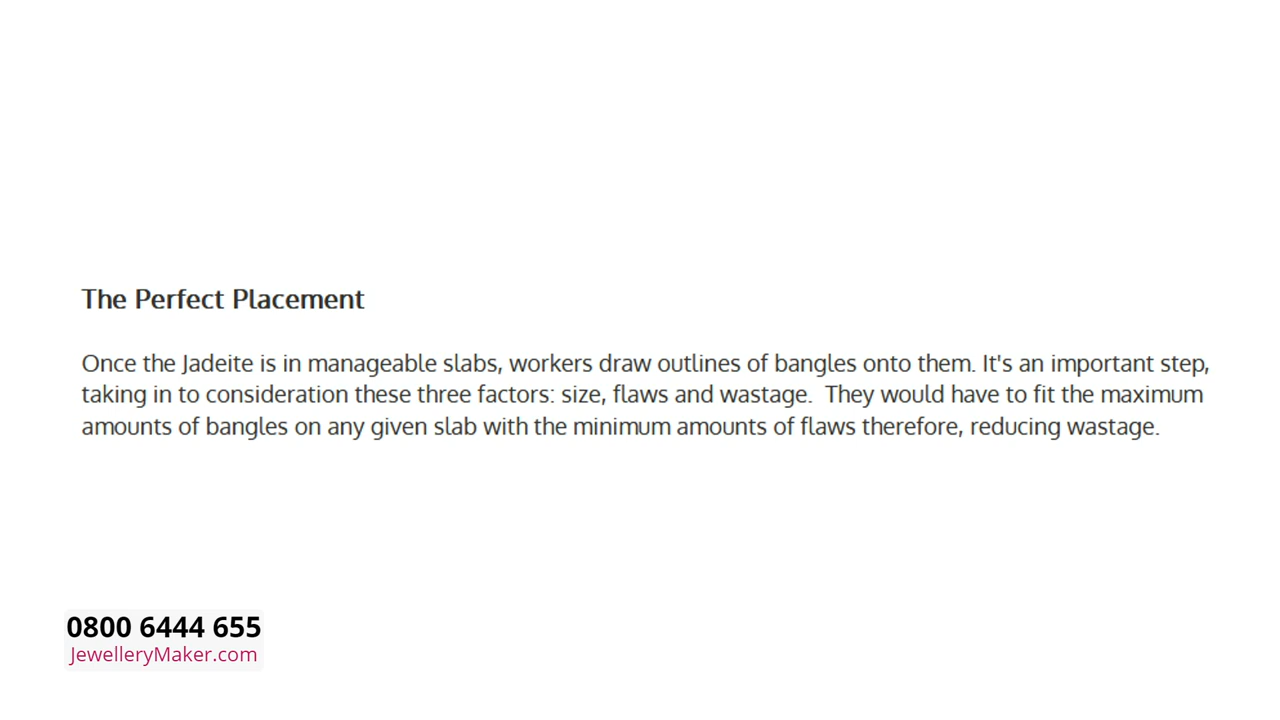 The Perfect Placement
Once the Jadeite is in manageable slabs, workers draw outlines of bangles onto them. It's an important step,
taking in to consideration these three factors: size, flaws and wastage.  They would have to fit the maximum
amounts of bangles on any given slab with the minimum amounts of flaws therefore, reducing wastage.
0800 6444 655
JewelleryMaker.com